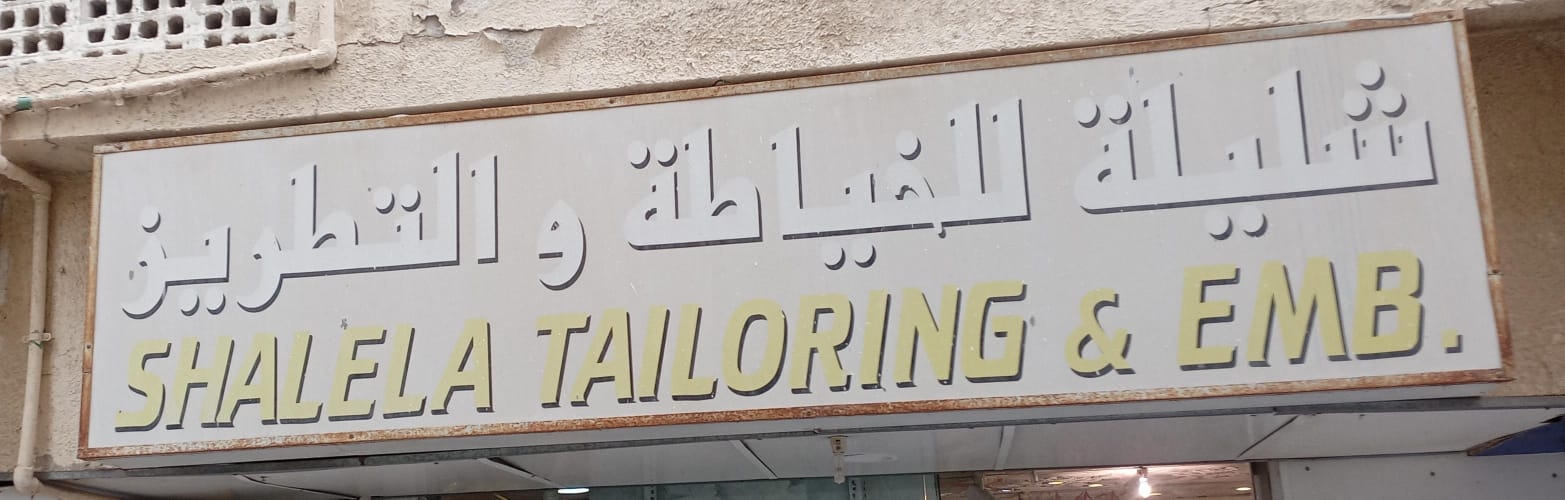 شليلة للخياطة و التطريز
SHALELA TAILORING & EMB.